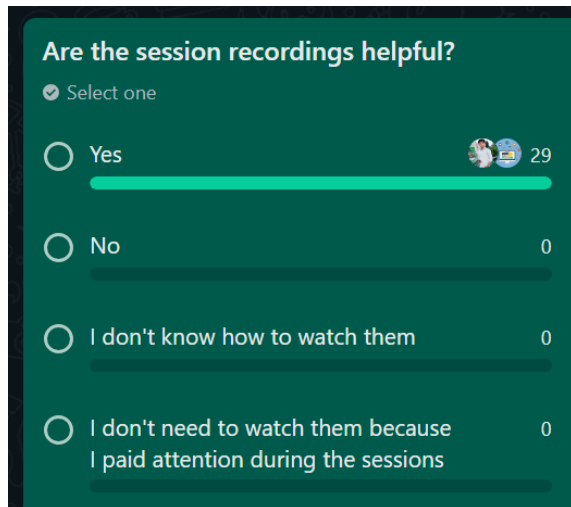 Are the session recordings helpful?
Select one
Yes 29
No 0
I don't know how to watch them 0
I don't need to watch them because 0
I paid attention during the sessions